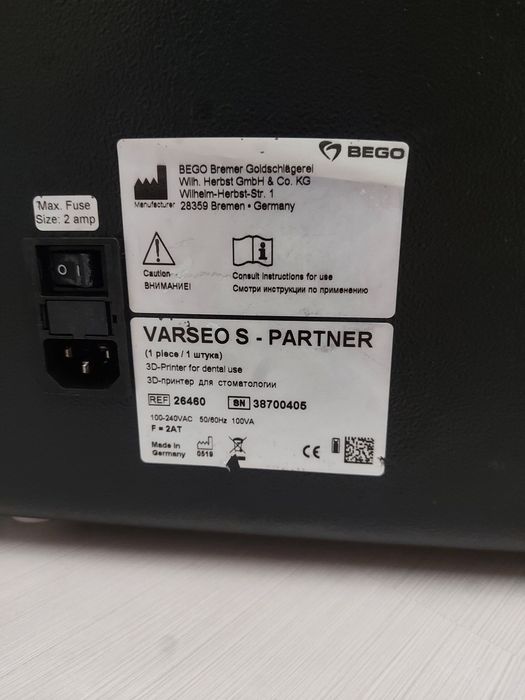 BEGO
BEGO Bremer Goldschlägerei
Wilh. Herbst GmbH & Co. KG
Wilhelm-Herbst-Str. 1
28359 Bremen • Germany
Manufacturer
Max. Fuse
Size: 2 amp
Caution
ВНИМАНИЕ!
Consult instructions for use
Смотри инструкции по применению
VARSEO S - PARTNER
(1 piece / 1 штука)
3D-Printer for dental use
3D-принтер для стоматологии
REF 26460 SN 38700405
100-240VAC 50/60Hz 100VA
F = 2AT
Made in
Germany
0519
CE